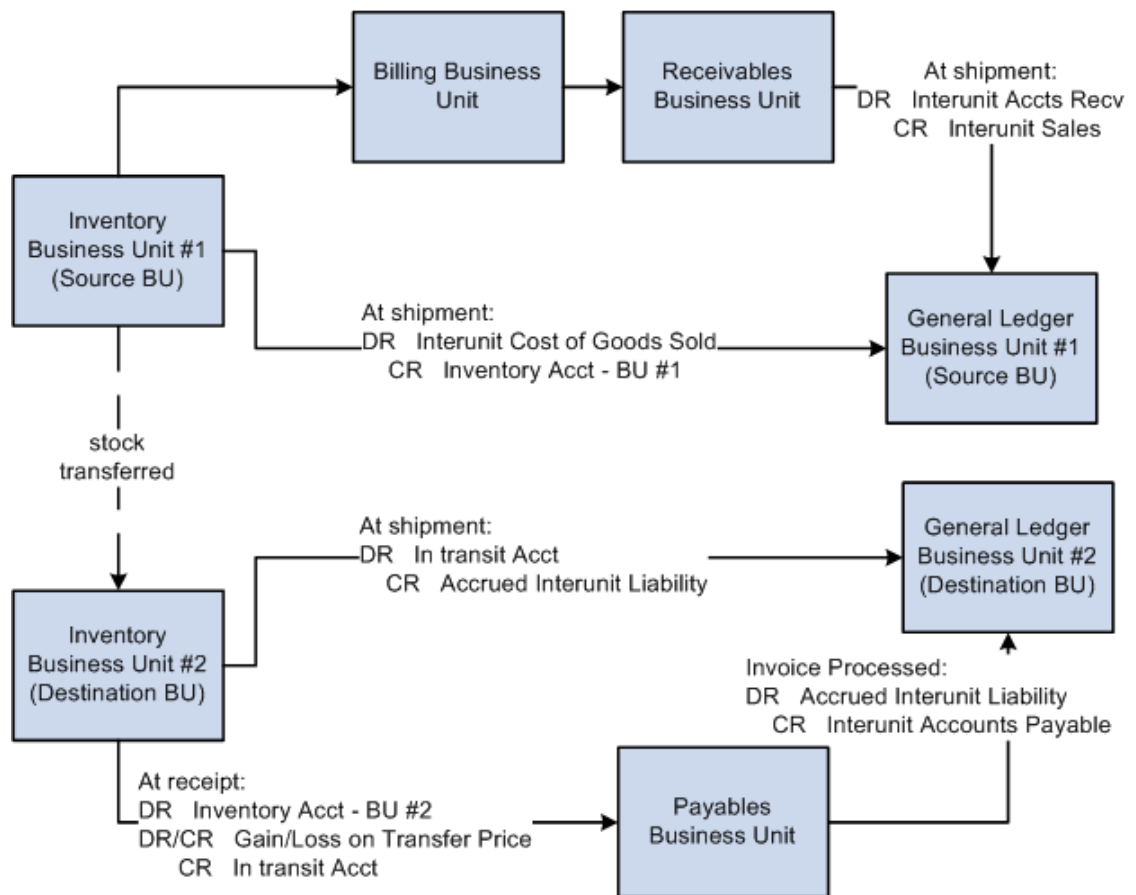 Billing Business
Unit
Receivables
Business Unit
At shipment:
DR Interunit Accts Recv
CR Interunit Sales
Inventory
Business Unit #1
(Source BU)
At shipment:
DR Interunit Cost of Goods Sold
CR Inventory Acct - BU #1
General Ledger
Business Unit #1
(Source BU)
stock
transferred
At shipment:
DR In transit Acct
CR Accrued Interunit Liability
General Ledger
Business Unit #2
(Destination BU)
Inventory
Business Unit #2
(Destination BU)
Invoice Processed:
DR Accrued Interunit Liability
CR Interunit Accounts Payable
At receipt:
DR Inventory Acct - BU #2
DR/CR Gain/Loss on Transfer Price
CR In transit Acct
Payables
Business Unit